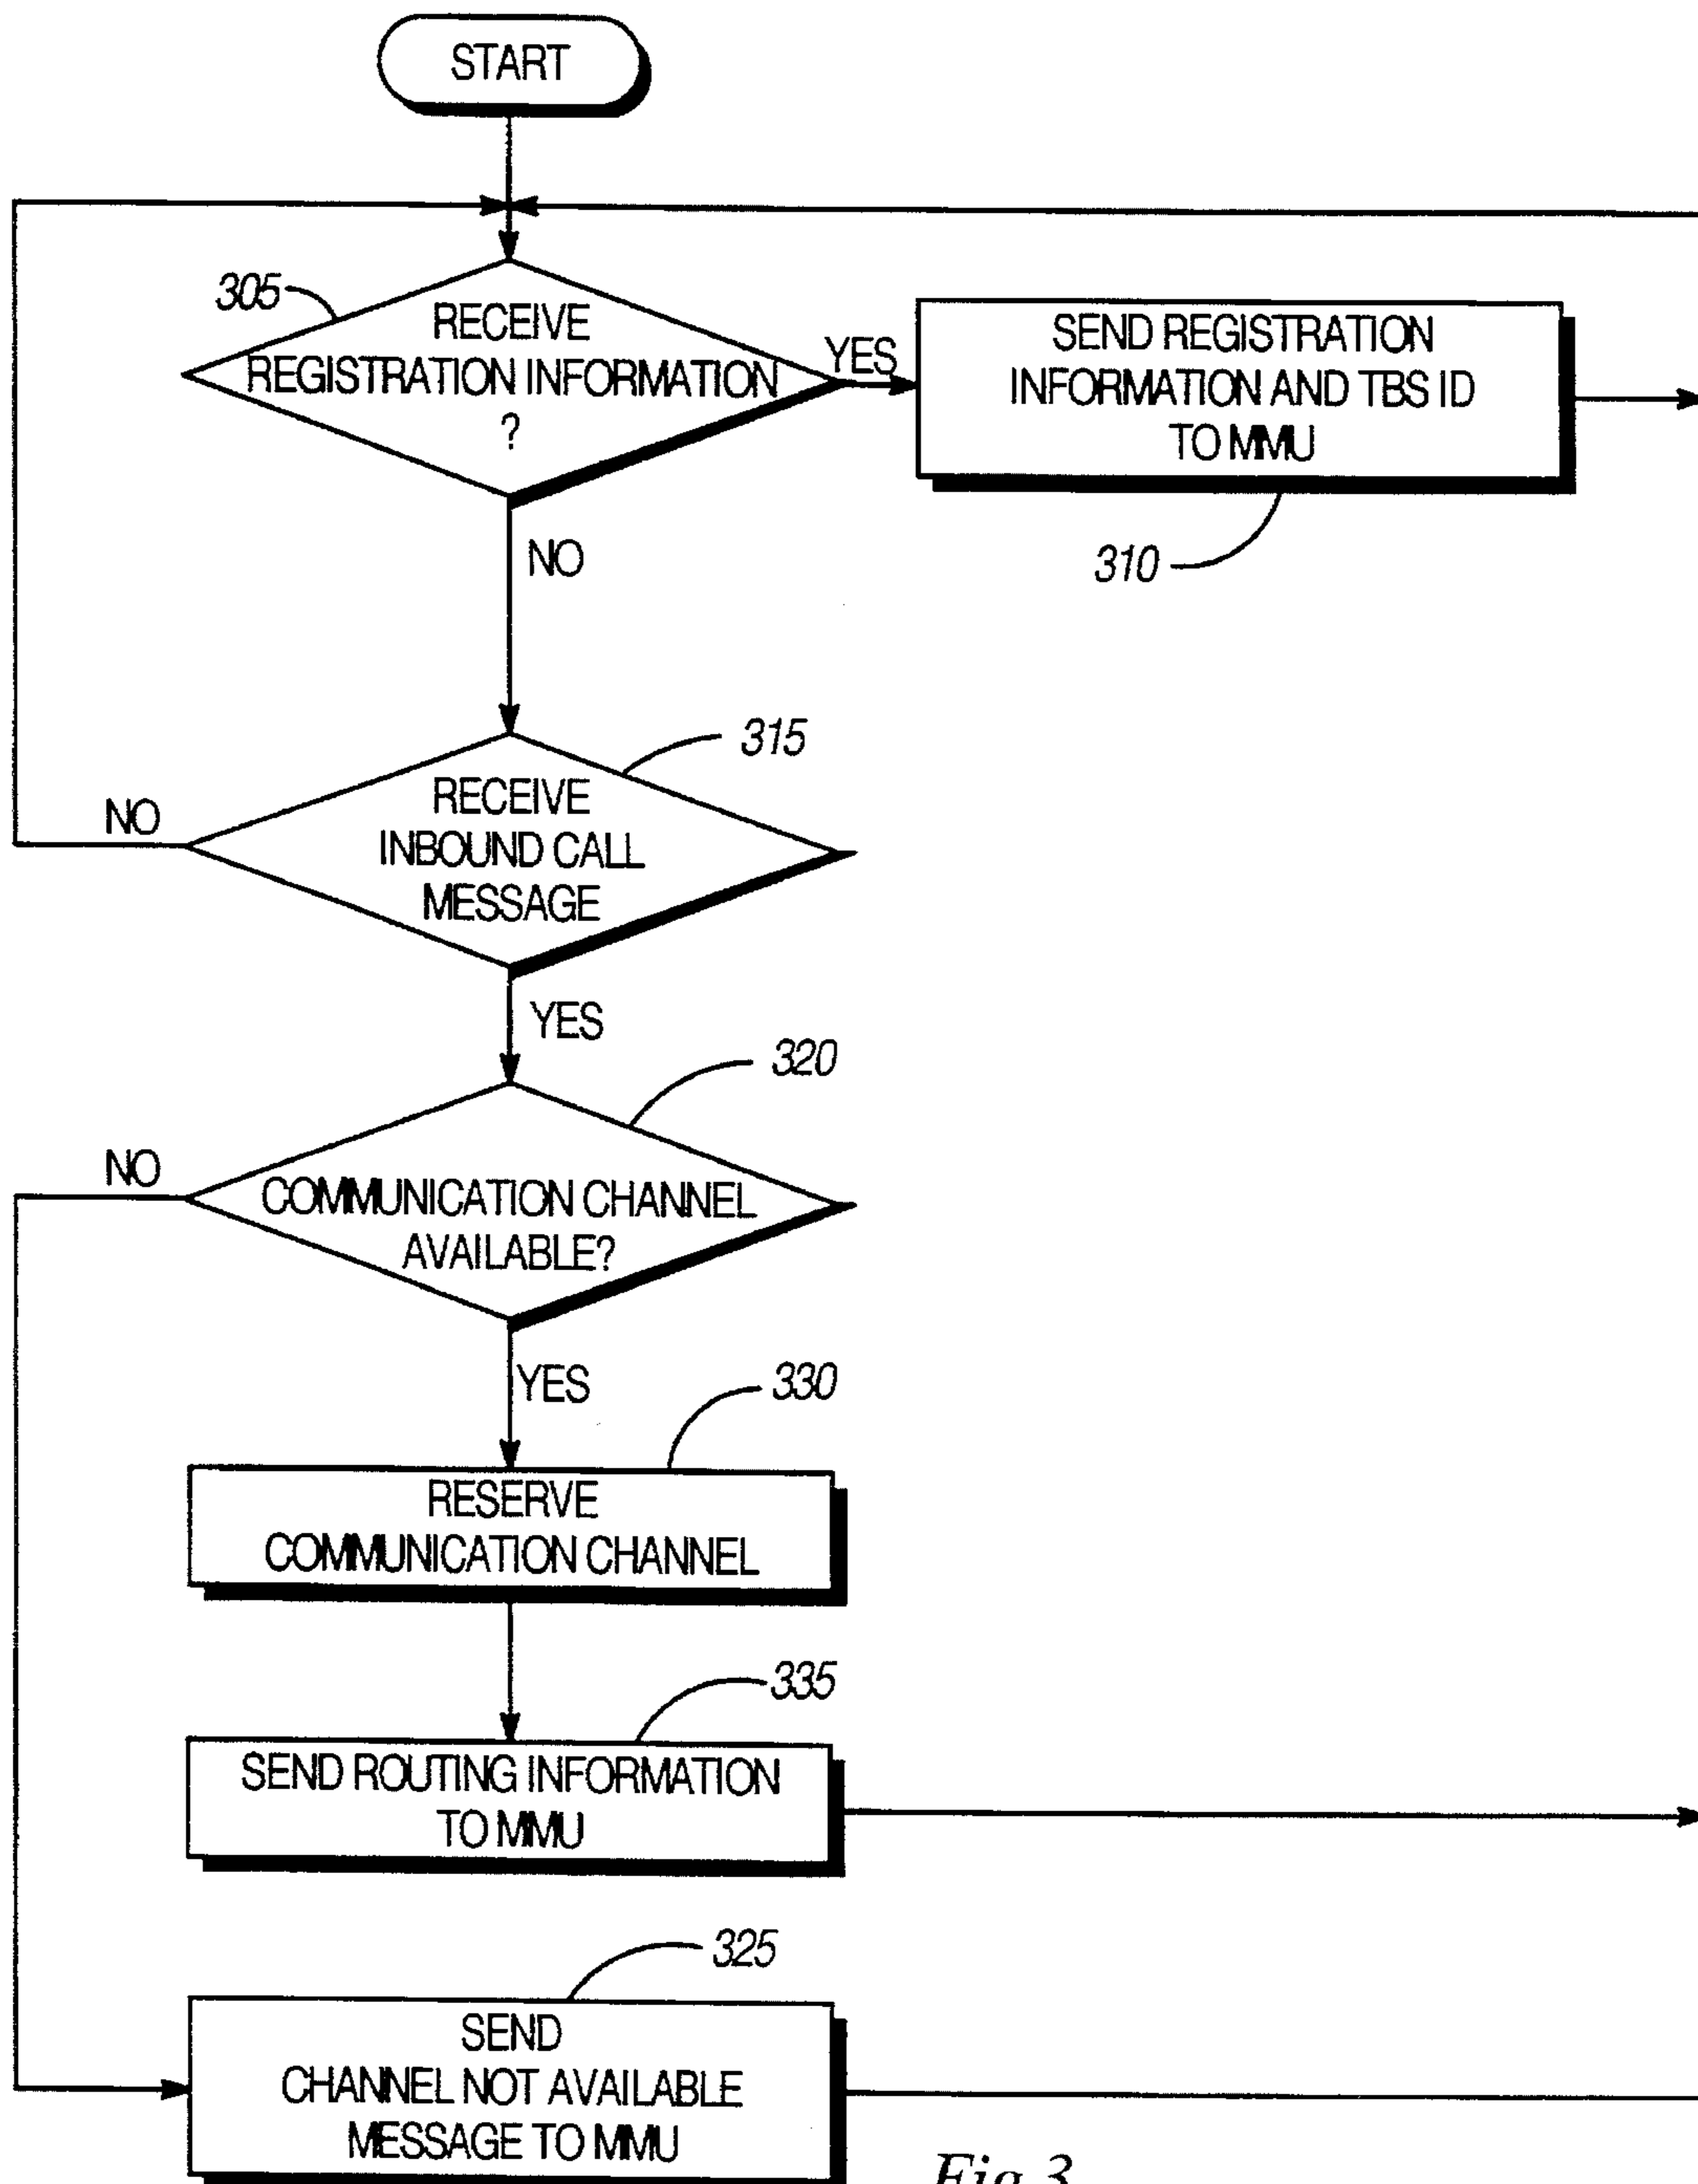 START
305
RECEIVE
REGISTRATION INFORMATION
?
YES
SEND REGISTRATION
INFORMATION AND TBS ID
TO MMU
310
NO
315
RECEIVE
INBOUND CALL
MESSAGE
NO
YES
320
NO
COMMUNICATION CHANNEL
AVAILABLE?
YES
330
RESERVE
COMMUNICATION CHANNEL
335
SEND ROUTING INFORMATION
TO MMU
325
SEND
CHANNEL NOT AVAILABLE
MESSAGE TO MMU
Fig.3